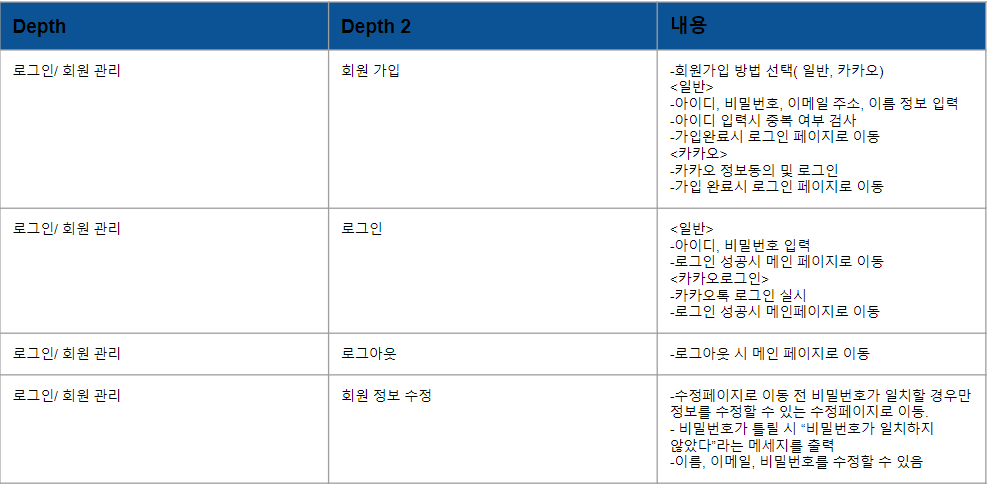 Depth
Depth 2
내용
로그인/ 회원 관리
회원 가입
-회원가입 방법 선택( 일반, 카카오)
<일반>
-아이디, 비밀번호, 이메일 주소, 이름 정보 입력
-아이디 입력시 중복 여부 검사
-가입완료시 로그인 페이지로 이동
<카카오>
-카카오 정보동의 및 로그인
-가입 완료시 로그인 페이지로 이동
로그인/ 회원 관리
로그인
<일반>
-아이디, 비밀번호 입력
-로그인 성공시 메인 페이지로 이동
<카카오로그인>
-카카오톡 로그인 실시
-로그인 성공시 메인페이지로 이동
로그인/ 회원 관리
로그아웃
-로그아웃 시 메인 페이지로 이동
로그인/ 회원 관리
회원 정보 수정
-수정페이지로 이동 전 비밀번호가 일치할 경우만
정보를 수정할 수 있는 수정페이지로 이동.
- 비밀번호가 틀릴 시 “비밀번호가 일치하지
않았다”라는 메세지를 출력
-이름, 이메일, 비밀번호를 수정할 수 있음